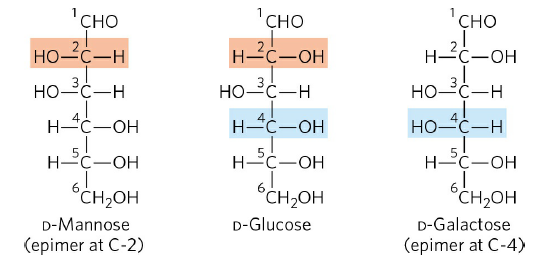 1CHO 1CHO 1CHO
HO—2C—H H—2C—OH H—2C—OH
HO—3C—H HO—3C—H HO—3C—H
H—4C—OH H—4C—OH HO—4C—H
H—5C—OH H—5C—OH H—5C—OH
6CH₂OH 6CH₂OH 6CH₂OH
D-Mannose D-Glucose D-Galactose
(epimer at C-2) (epimer at C-4)